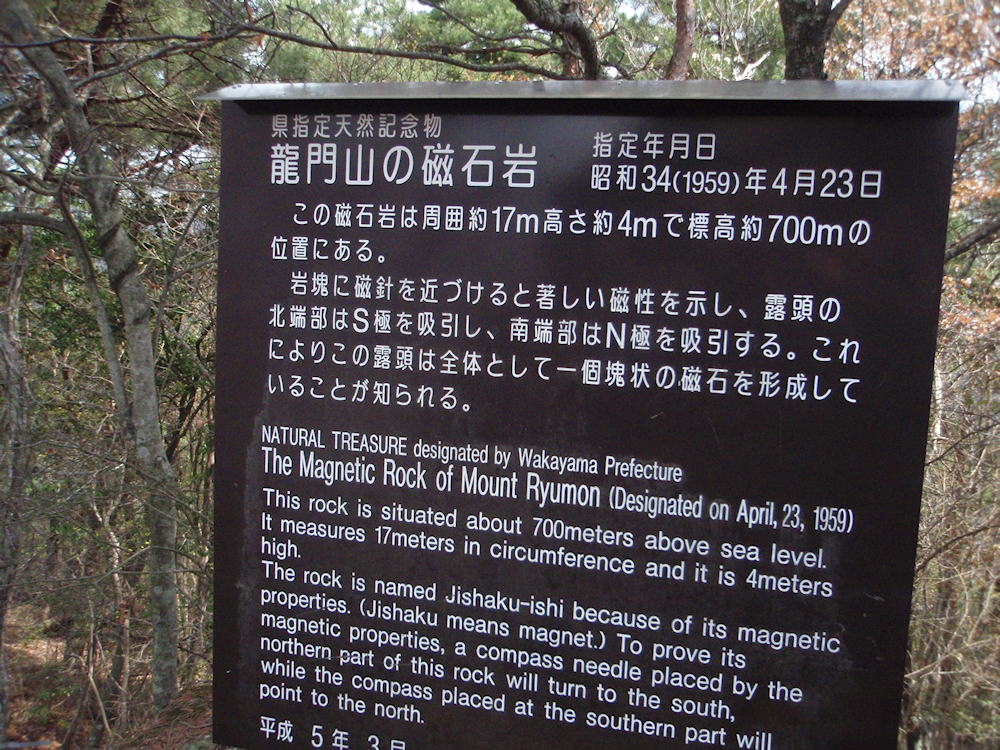 県指定天然記念物
龍門山の磁石岩
指定年月日
昭和34(1959)年4月23日
この磁石岩は周囲約17m高さ約4mで標高約700mの
位置にある。
岩塊に磁針を近づけると著しい磁性を示し、露頭の
北端部はS極を吸引し、南端部はN極を吸引する。これ
によりこの露頭は全体として一個塊状の磁石を形成して
いることが知られる。
NATURAL TREASURE designated by Wakayama Prefecture
The Magnetic Rock of Mount Ryumon (Designated on April, 23, 1959)
This rock is situated about 700meters above sea level.
It measures 17meters in circumference and it is 4meters
high.
The rock is named Jishaku-ishi because of its magnetic
properties. (Jishaku means magnet.) To prove its
magnetic properties, a compass needle placed by the
northern part of this rock will turn to the south,
while the compass placed at the southern part will
point to the north.
平成 5年 3月